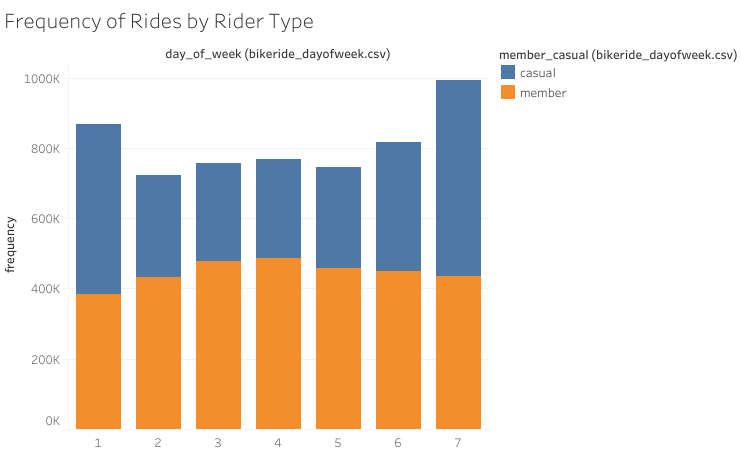 Frequency of Rides by Rider Type
day_of_week (bikeride_dayofweek.csv)
member_casual (bikeride_dayofweek.csv)
casual
member
frequency
1000K
800K
600K
400K
200K
0K
1 2 3 4 5 6 7